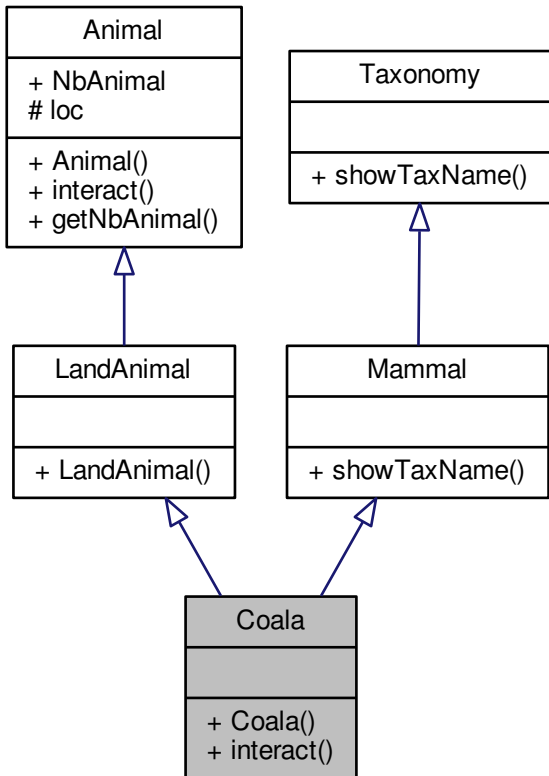 Animal
+ NbAnimal
# loc
+ Animal()
+ interact()
+ getNbAnimal()
Taxonomy
+ showTaxName()
LandAnimal
+ LandAnimal()
Mammal
+ showTaxName()
Coala
+ Coala()
+ interact()